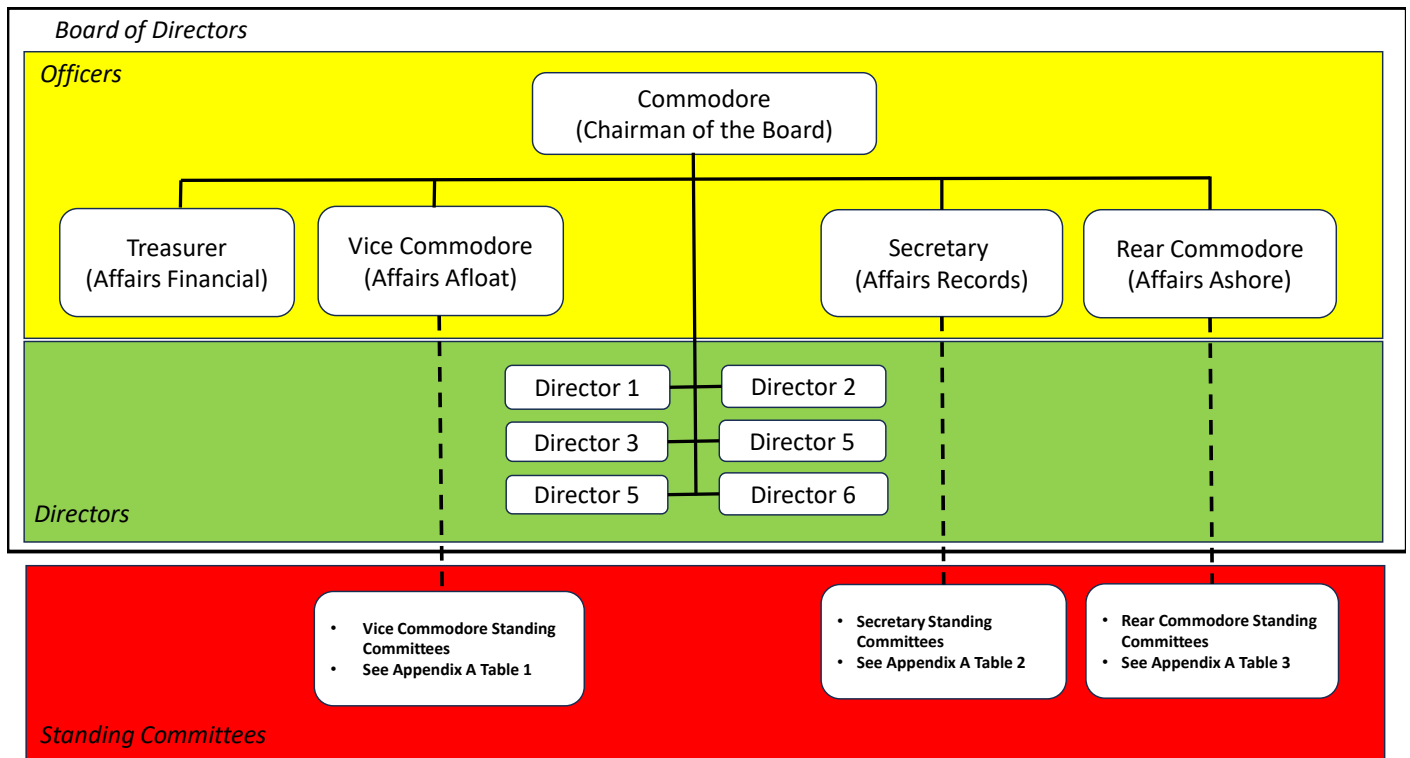 Board of Directors
Officers
Commodore
(Chairman of the Board)
Treasurer
(Affairs Financial)
Vice Commodore
(Affairs Afloat)
Secretary
(Affairs Records)
Rear Commodore
(Affairs Ashore)
Director 1
Director 2
Director 3
Director 5
Director 5
Director 6
Directors
• Vice Commodore Standing
Committees
• See Appendix A Table 1
• Secretary Standing
Committees
• See Appendix A Table 2
• Rear Commodore Standing
Committees
• See Appendix A Table 3
Standing Committees